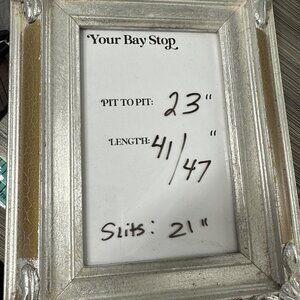 Your Bay Stop
PIT TO PIT: 23"
LENGTH: 41/47"
Slits: 21"